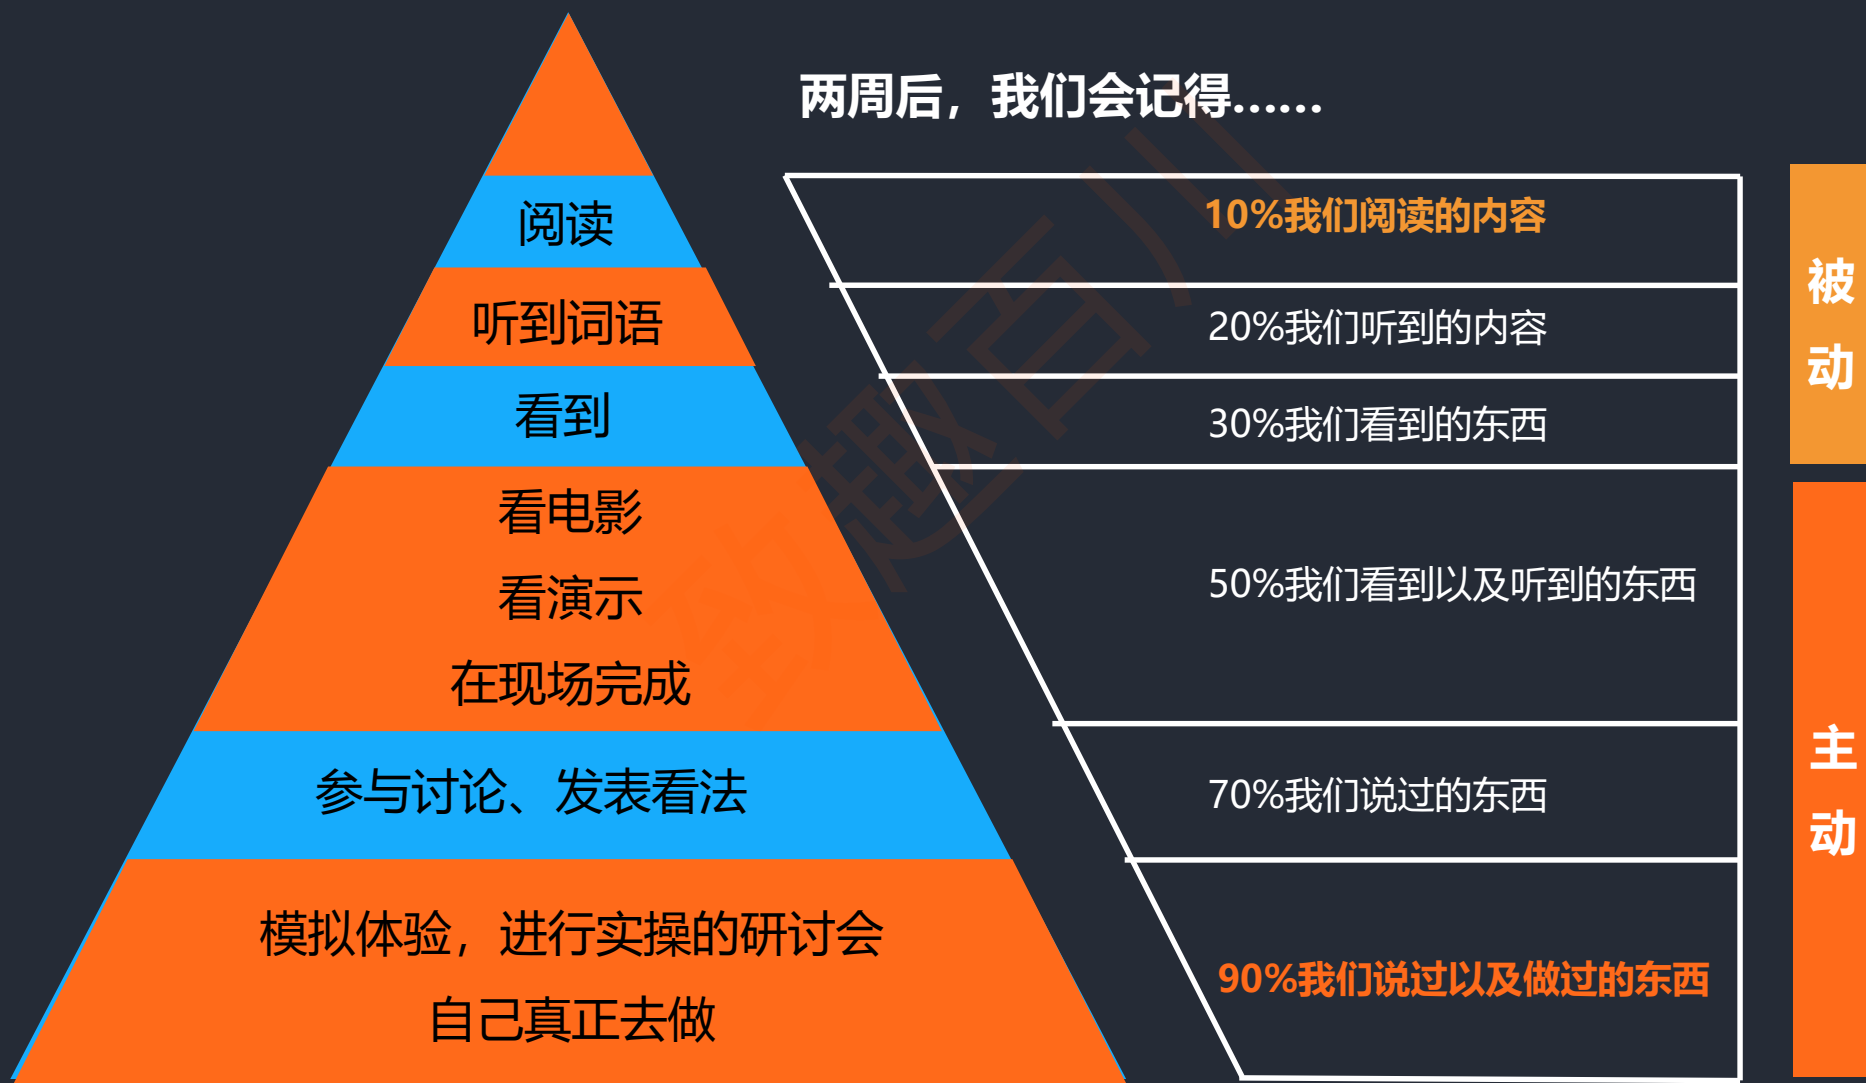 两周后，我们会记得……
阅读
听到词语
看到
看电影
看演示
在现场完成
参与讨论、发表看法
模拟体验，进行实操的研讨会
自己真正去做
10%我们阅读的内容
20%我们听到的内容
30%我们看到的东西
50%我们看到以及听到的东西
70%我们说过的东西
90%我们说过以及做过的东西
被
动
主
动